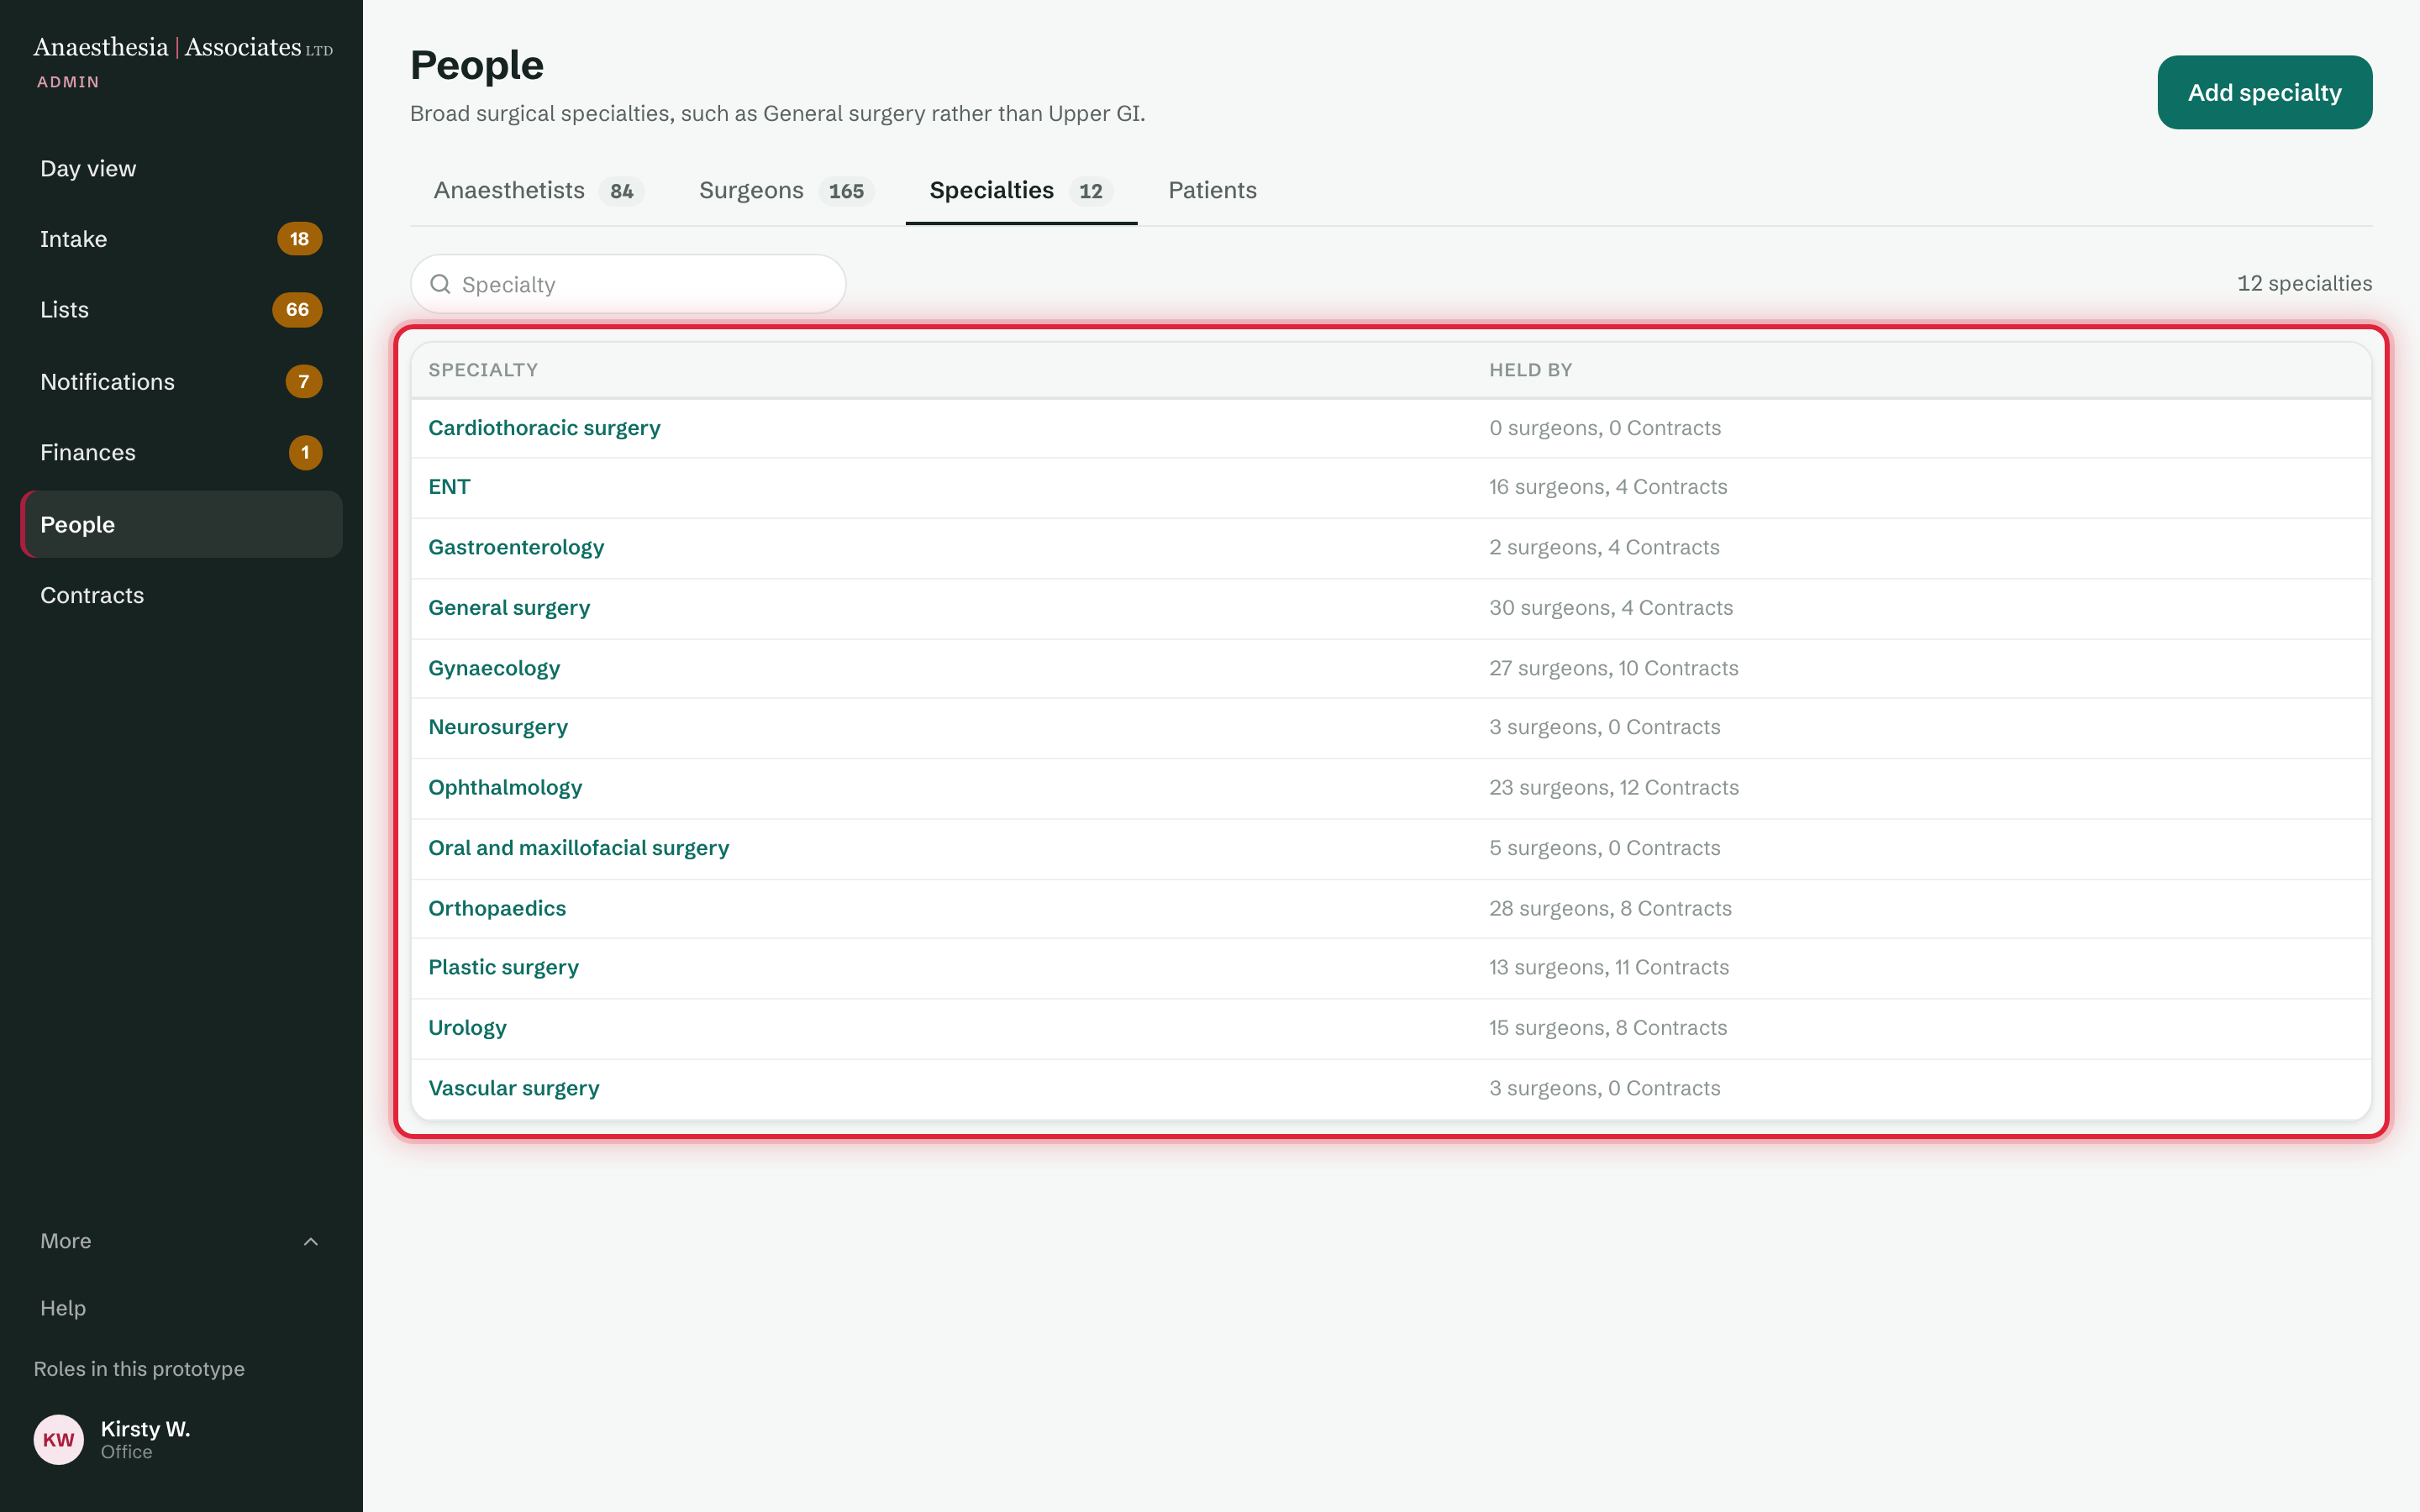 Anaesthesia | Associates LTD
ADMIN
Day view
Intake 18
Lists 66
Notifications 7
Finances 1
People
Contracts
More
Help
Roles in this prototype
KW
Kirsty W.
Office
People
Broad surgical specialties, such as General surgery rather than Upper GI.
Add specialty
Anaesthetists 84 Surgeons 165 Specialties 12 Patients
Specialty
12 specialties
SPECIALTY HELD BY
Cardiothoracic surgery 0 surgeons, 0 Contracts
ENT 16 surgeons, 4 Contracts
Gastroenterology 2 surgeons, 4 Contracts
General surgery 30 surgeons, 4 Contracts
Gynaecology 27 surgeons, 10 Contracts
Neurosurgery 3 surgeons, 0 Contracts
Ophthalmology 23 surgeons, 12 Contracts
Oral and maxillofacial surgery 5 surgeons, 0 Contracts
Orthopaedics 28 surgeons, 8 Contracts
Plastic surgery 13 surgeons, 11 Contracts
Urology 15 surgeons, 8 Contracts
Vascular surgery 3 surgeons, 0 Contracts